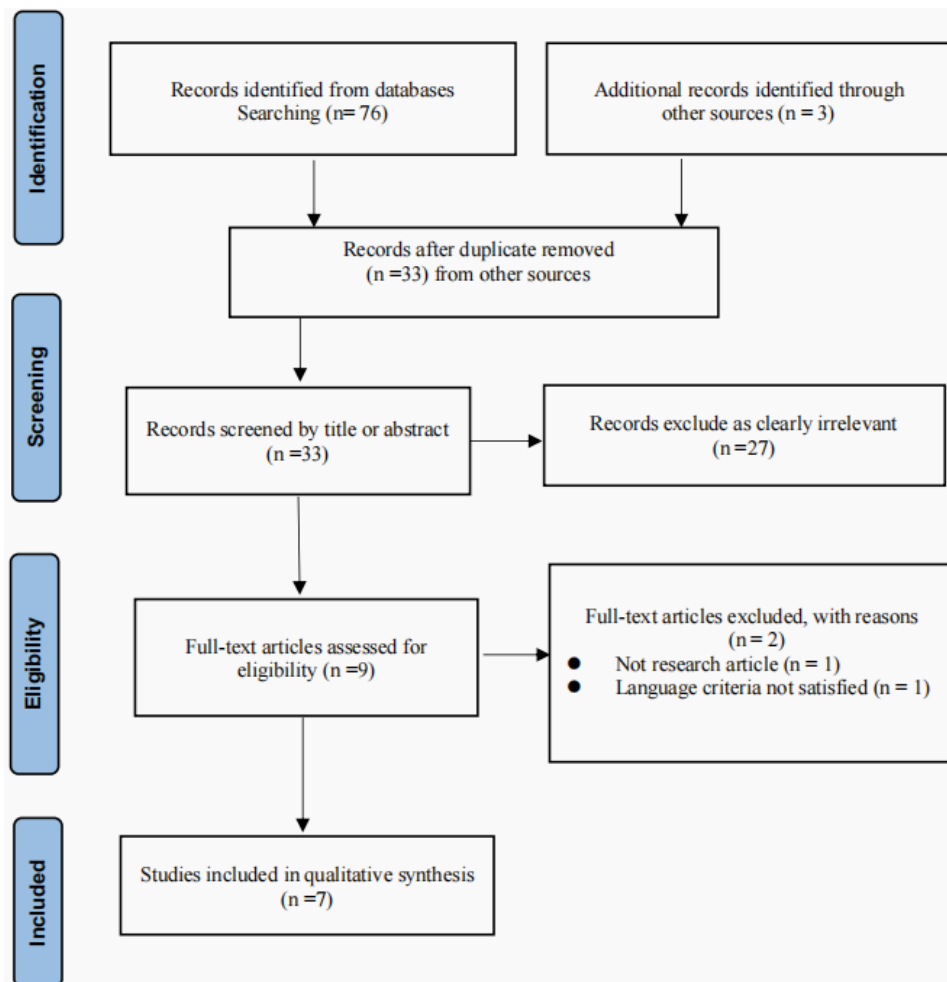 Identification
Records identified from databases
Searching (n= 76)
Additional records identified through
other sources (n = 3)
Records after duplicate removed
(n =33) from other sources
Screening
Records screened by title or abstract
(n =33)
Records exclude as clearly irrelevant
(n =27)
Eligibility
Full-text articles assessed for
eligibility (n =9)
Full-text articles excluded, with reasons
(n = 2)
● Not research article (n = 1)
● Language criteria not satisfied (n = 1)
Included
Studies included in qualitative synthesis
(n =7)